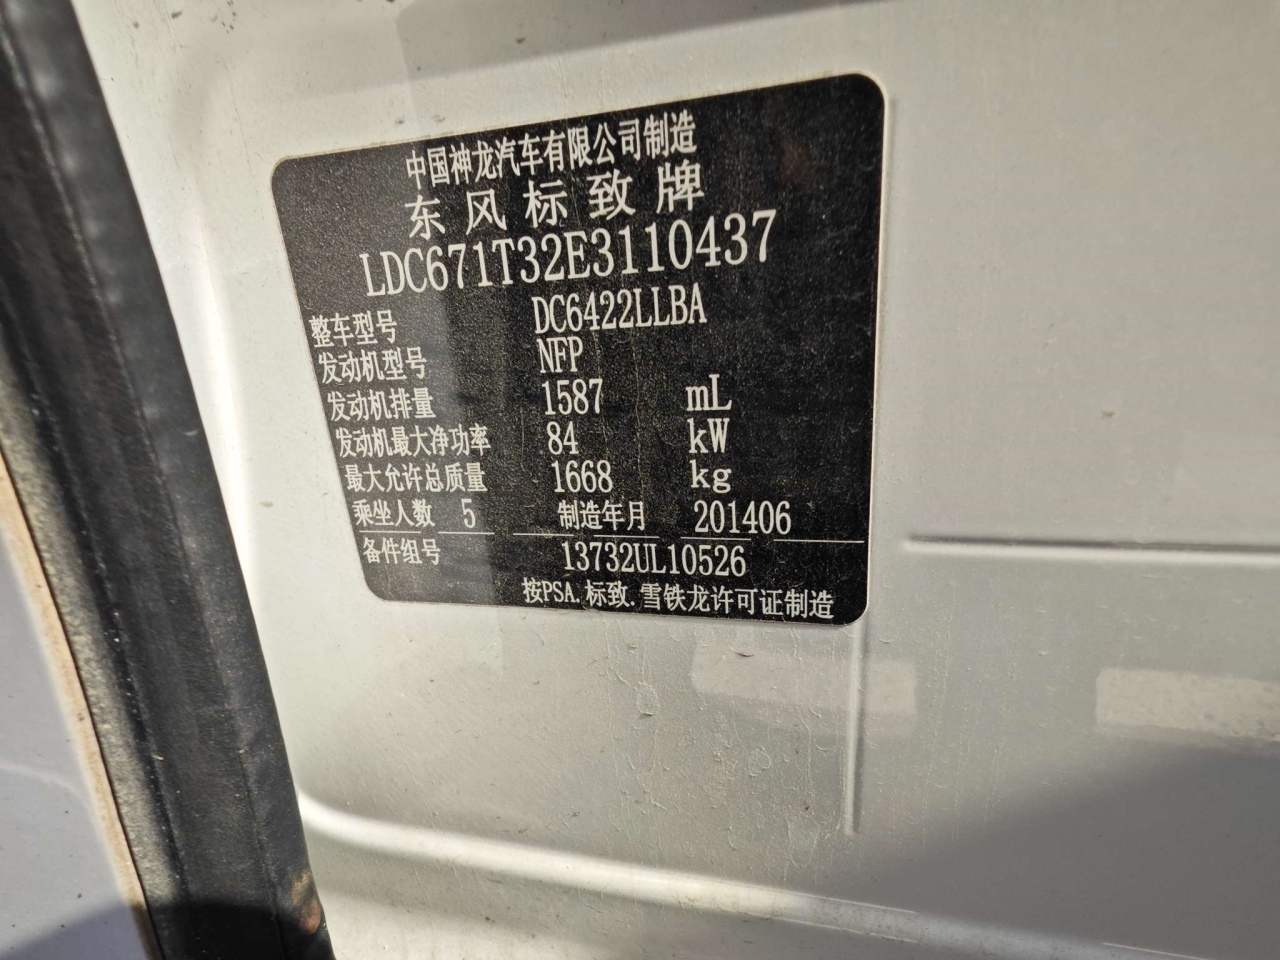 中国神龙汽车有限公司制造
东风标致牌
LDC671T32E3110437
整车型号 DC6422LLBA
发动机型号 NFP
发动机排量 1587 mL
发动机最大净功率 84 kW
最大允许总质量 1668 kg
乘坐人数 5 制造年月 201406
备件组号 13732UL10526
按PSA.标致.雪铁龙许可证制造